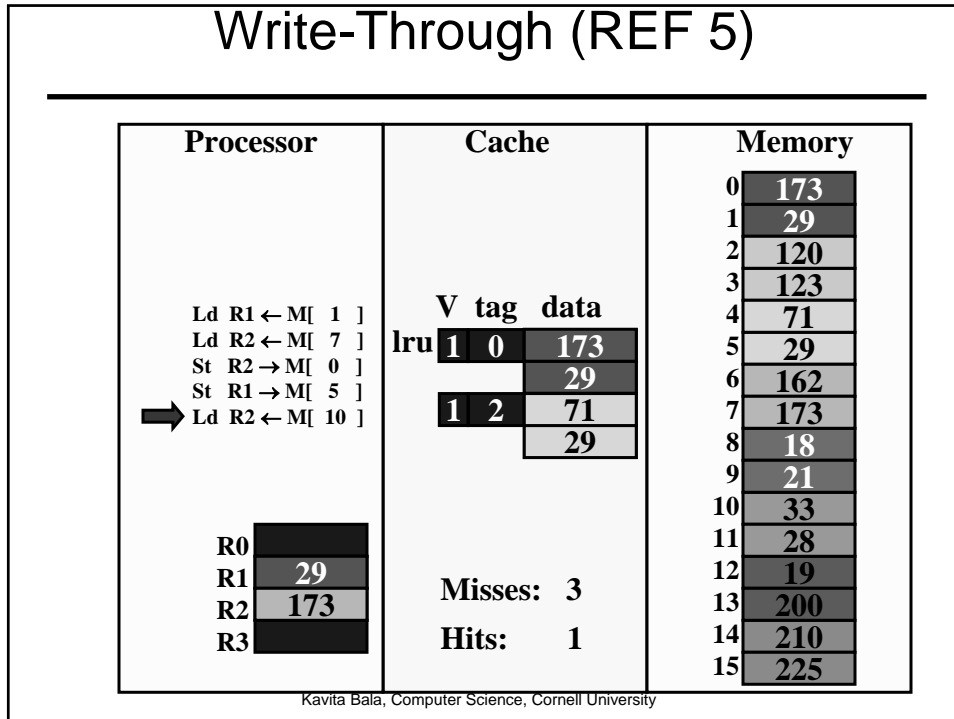 Write-Through (REF 5)
Processor
Ld R1 ← M[ 1 ]
Ld R2 ← M[ 7 ]
St R2 → M[ 0 ]
St R1 → M[ 5 ]
Ld R2 ← M[ 10 ]
R0
R1 29
R2 173
R3
Cache
V tag data
lru 1 0 173
29
1 2 71
29
Misses: 3
Hits: 1
Memory
0 173
1 29
2 120
3 123
4 71
5 29
6 162
7 173
8 18
9 21
10 33
11 28
12 19
13 200
14 210
15 225
Kavita Bala, Computer Science, Cornell University